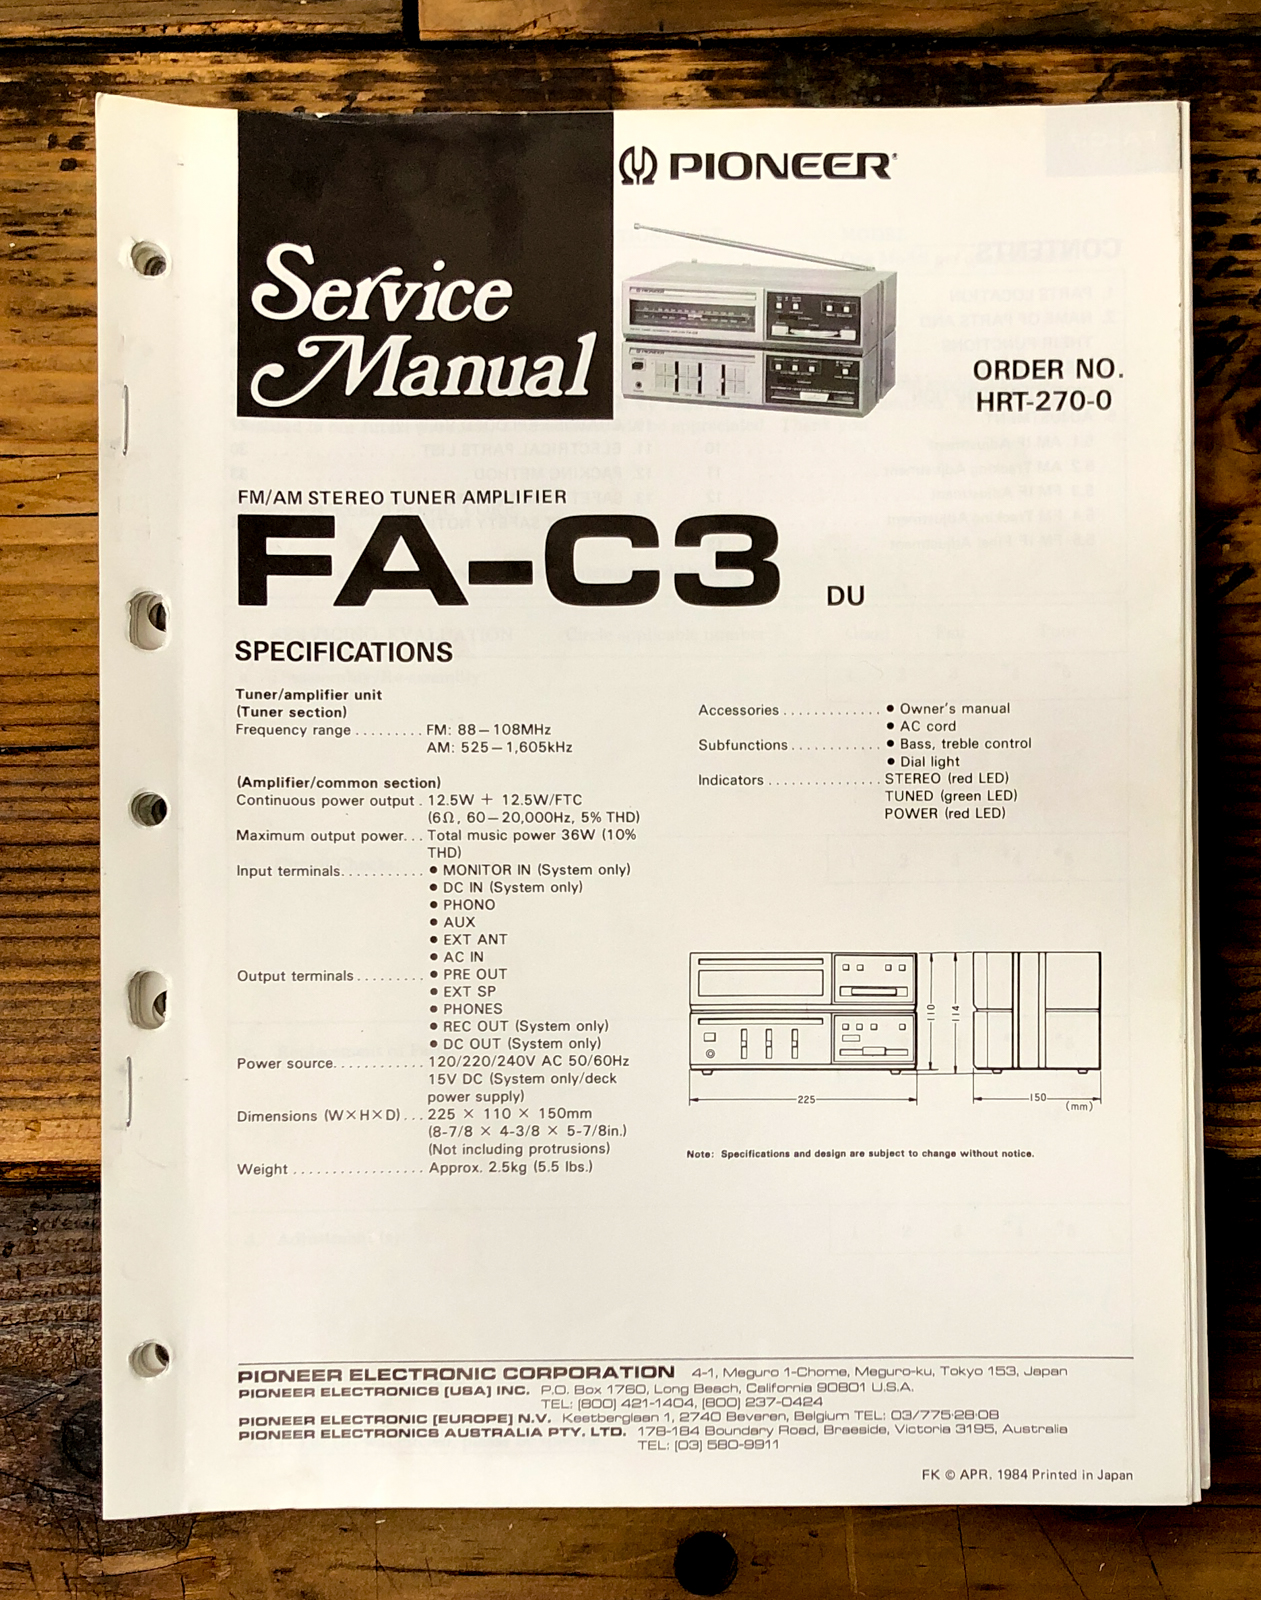 PIONEER
Service
Manual
ORDER NO.
HRT-270-0
FM/AM STEREO TUNER AMPLIFIER
FA-C3 DU
SPECIFICATIONS
Tuner/amplifier unit
(Tuner section)
Frequency range ......... FM: 88—108MHz
AM: 525—1,605kHz
(Amplifier/common section)
Continuous power output . 12.5W + 12.5W/FTC
(6Ω, 60—20,000Hz, 5% THD)
Maximum output power... Total music power 36W (10%
THD)
Input terminals........... ● MONITOR IN (System only)
● DC IN (System only)
● PHONO
● AUX
● EXT ANT
● AC IN
Output terminals ......... ● PRE OUT
● EXT SP
● PHONES
● REC OUT (System only)
● DC OUT (System only)
Power source............ 120/220/240V AC 50/60Hz
15V DC (System only/deck
power supply)
Dimensions (W×H×D)... 225 × 110 × 150mm
(8-7/8 × 4-3/8 × 5-7/8in.)
(Not including protrusions)
Weight ................. Approx. 2.5kg (5.5 lbs.)
Accessories ............. ● Owner's manual
● AC cord
Subfunctions ............ ● Bass, treble control
● Dial light
Indicators ............... STEREO (red LED)
TUNED (green LED)
POWER (red LED)
110
114
225
150
(mm)
Note: Specifications and design are subject to change without notice.
PIONEER ELECTRONIC CORPORATION 4-1, Meguro 1-Chome, Meguro-ku, Tokyo 153, Japan
PIONEER ELECTRONICS [USA] INC. P.O. Box 1760, Long Beach, California 90801 U.S.A.
TEL: [800] 421-1404, [800] 237-0424
PIONEER ELECTRONIC [EUROPE] N.V. Keetberglaan 1, 2740 Beveren, Belgium TEL: 03/775·28·08
PIONEER ELECTRONICS AUSTRALIA PTY. LTD. 178-184 Boundary Road, Braeside, Victoria 3195, Australia
TEL: [03] 580-9911
FK © APR. 1984 Printed in Japan